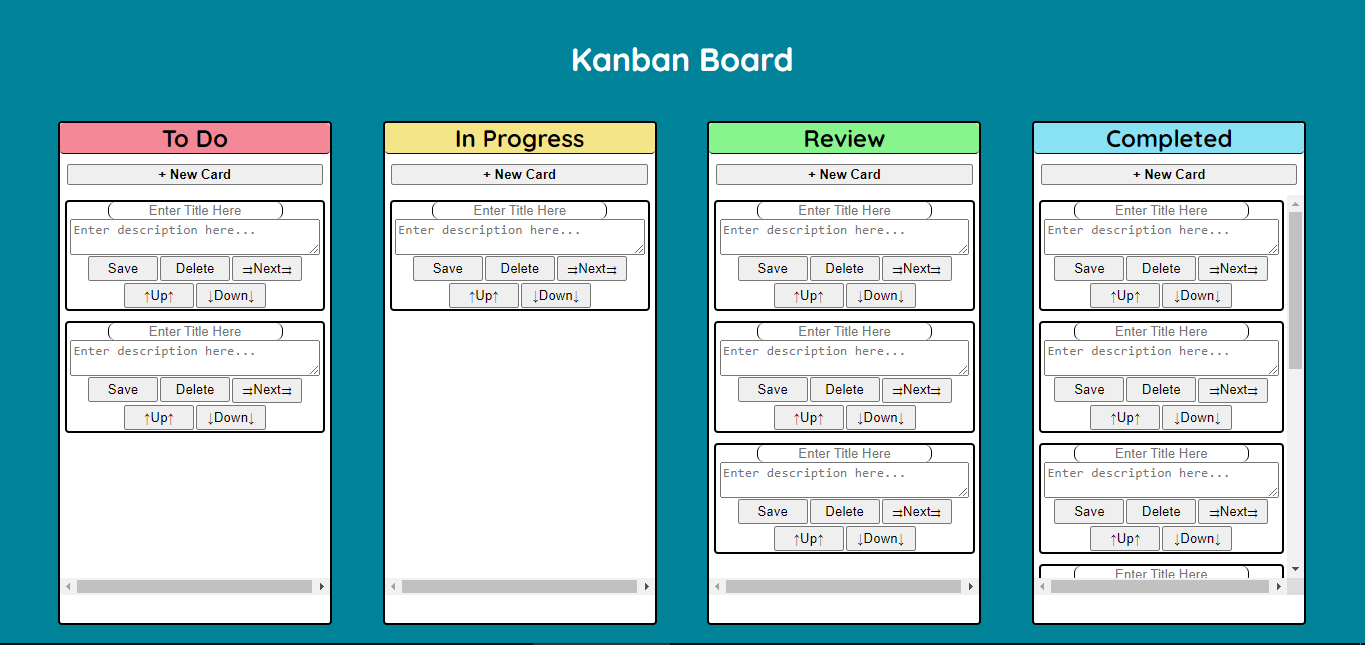 Kanban Board
To Do
+ New Card
Enter Title Here
Enter description here...
Save Delete ⇉Next⇉
↑Up↑ ↓Down↓
Enter Title Here
Enter description here...
Save Delete ⇉Next⇉
↑Up↑ ↓Down↓
In Progress
+ New Card
Enter Title Here
Enter description here...
Save Delete ⇉Next⇉
↑Up↑ ↓Down↓
Review
+ New Card
Enter Title Here
Enter description here...
Save Delete ⇉Next⇉
↑Up↑ ↓Down↓
Enter Title Here
Enter description here...
Save Delete ⇉Next⇉
↑Up↑ ↓Down↓
Enter Title Here
Enter description here...
Save Delete ⇉Next⇉
↑Up↑ ↓Down↓
Completed
+ New Card
Enter Title Here
Enter description here...
Save Delete ⇉Next⇉
↑Up↑ ↓Down↓
Enter Title Here
Enter description here...
Save Delete ⇉Next⇉
↑Up↑ ↓Down↓
Enter Title Here
Enter description here...
Save Delete ⇉Next⇉
↑Up↑ ↓Down↓
Enter Title Here